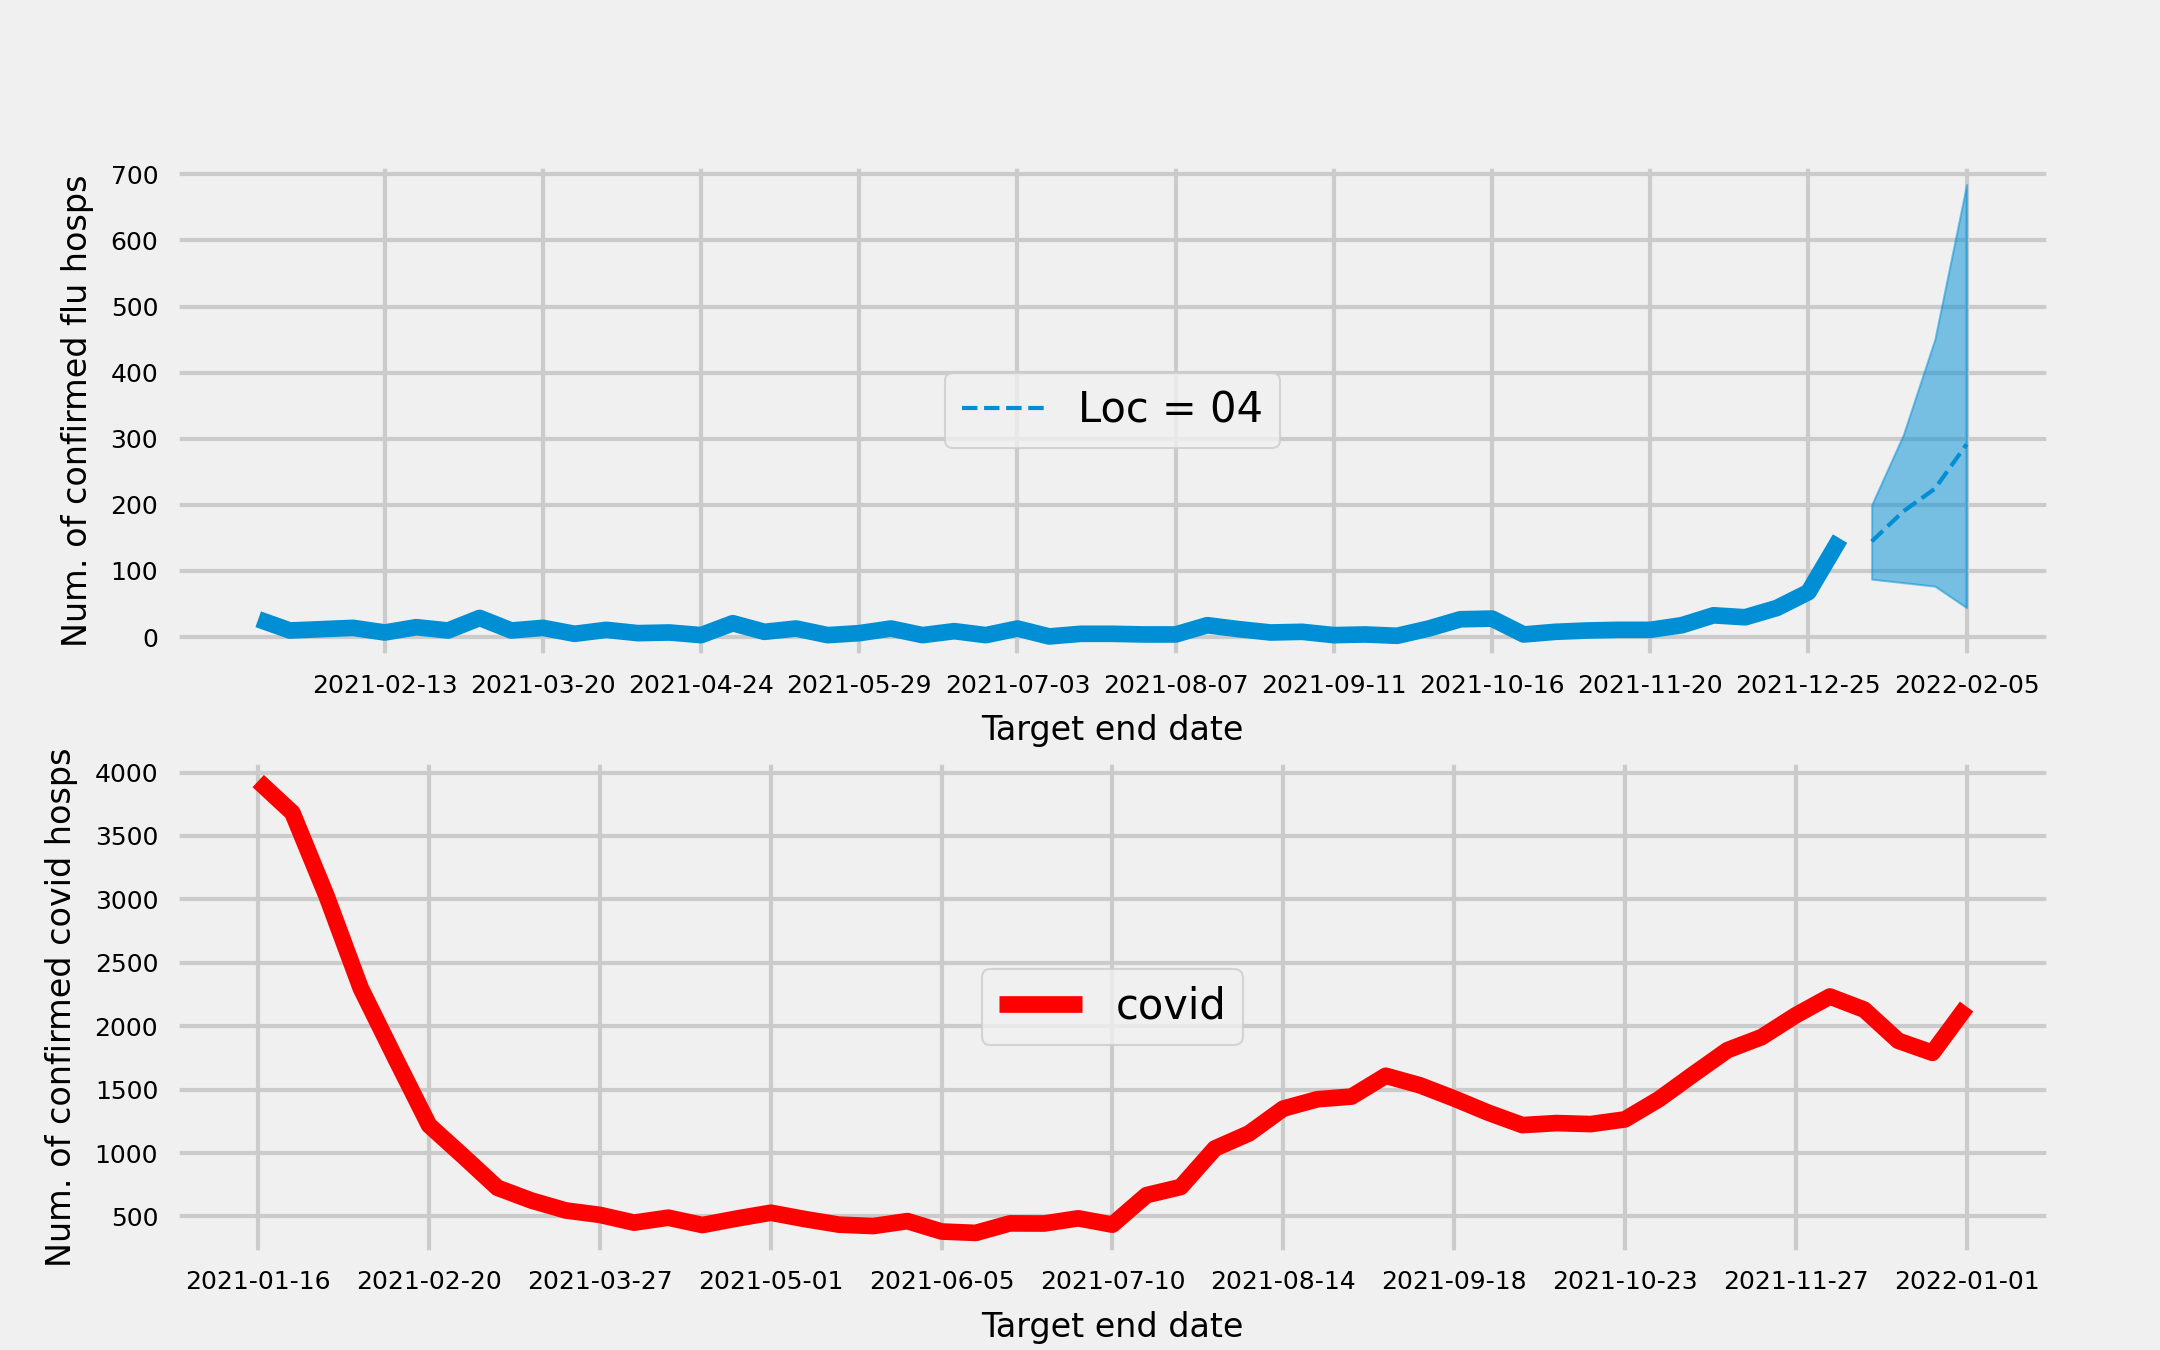 Num. of confirmed flu hosps
700
600
500
400
300
200
100
0
Loc = 04
2021-02-13 2021-03-20 2021-04-24 2021-05-29 2021-07-03 2021-08-07 2021-09-11 2021-10-16 2021-11-20 2021-12-25 2022-02-05
Target end date
Num. of confirmed covid hosps
4000
3500
3000
2500
2000
1500
1000
500
covid
2021-01-16 2021-02-20 2021-03-27 2021-05-01 2021-06-05 2021-07-10 2021-08-14 2021-09-18 2021-10-23 2021-11-27 2022-01-01
Target end date